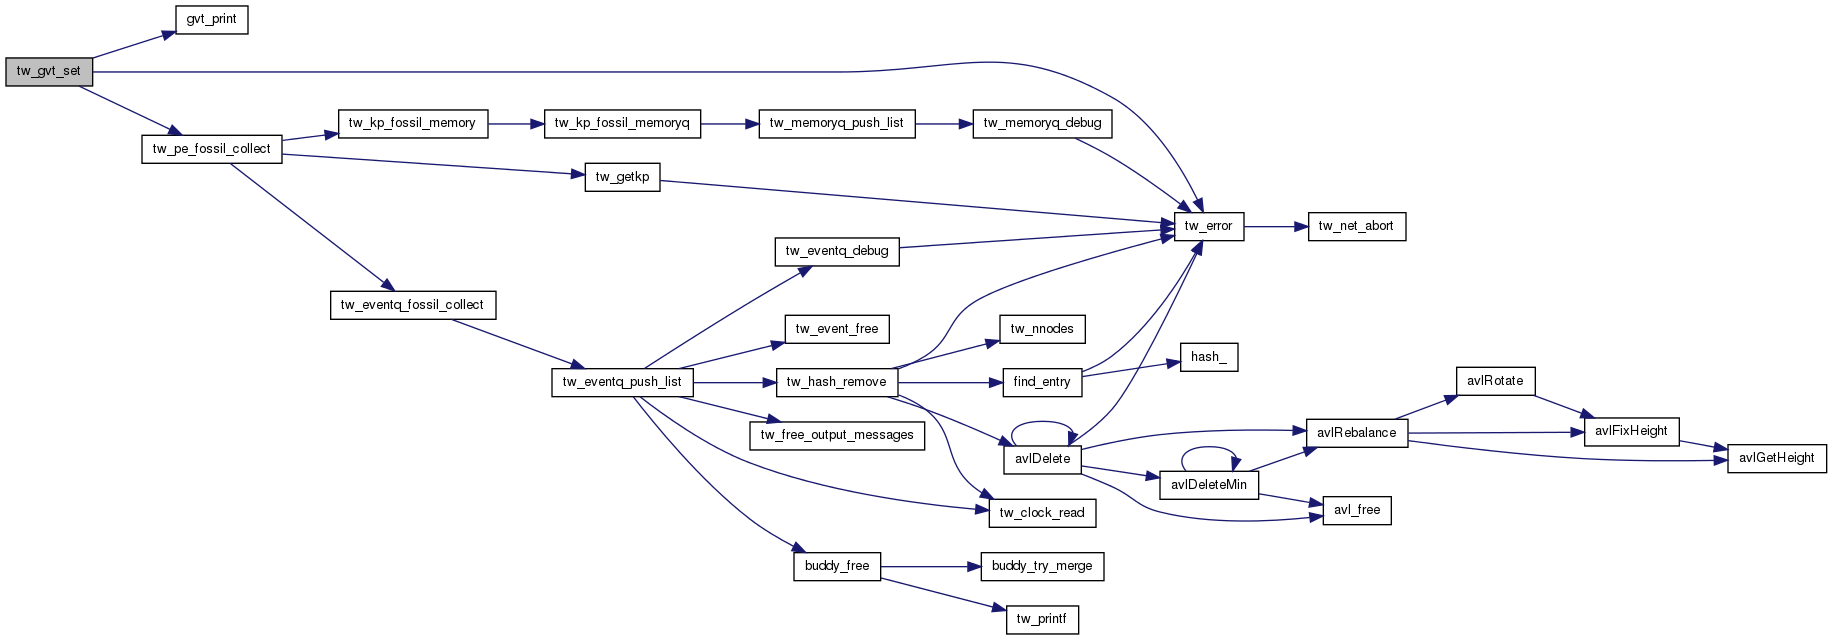 gvt_print
tw_gvt_set
tw_kp_fossil_memory
tw_kp_fossil_memoryq
tw_memoryq_push_list
tw_memoryq_debug
tw_pe_fossil_collect
tw_getkp
tw_error
tw_net_abort
tw_eventq_debug
tw_eventq_fossil_collect
tw_event_free
tw_nnodes
hash_
tw_eventq_push_list
tw_hash_remove
find_entry
avlRotate
tw_free_output_messages
avlRebalance
avlFixHeight
avlDelete
avlGetHeight
avlDeleteMin
tw_clock_read
avl_free
buddy_free
buddy_try_merge
tw_printf